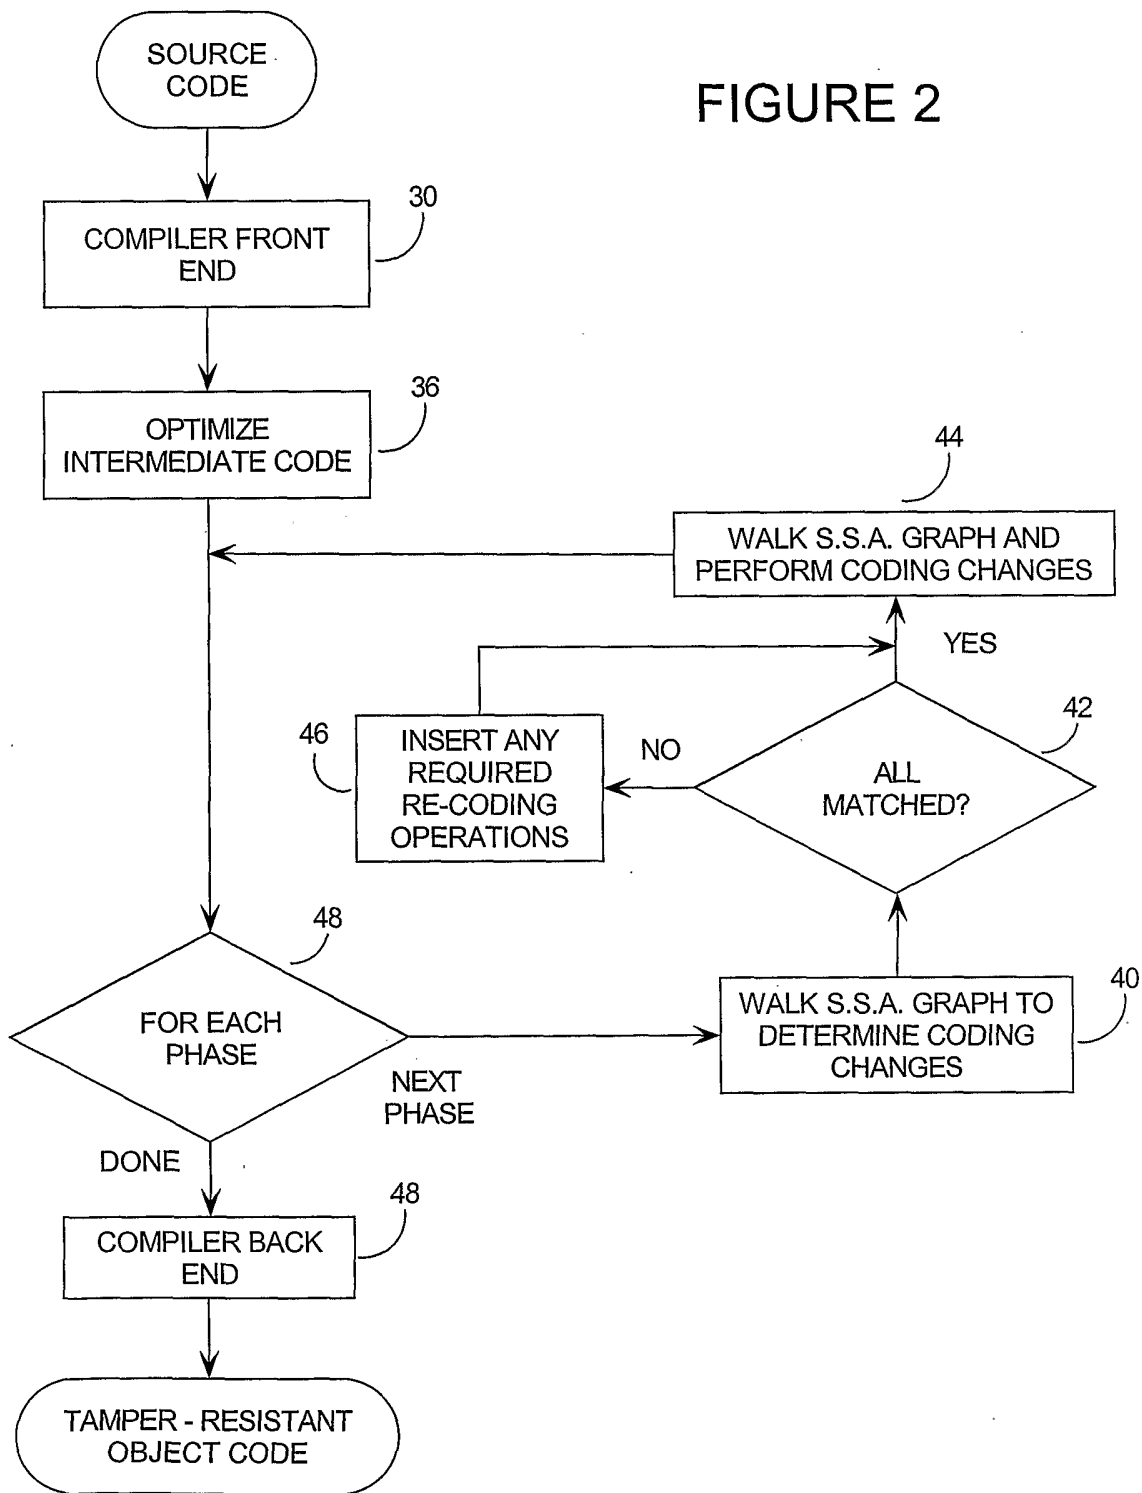 SOURCE
CODE
FIGURE 2
30
COMPILER FRONT
END
36
OPTIMIZE
INTERMEDIATE CODE
44
WALK S.S.A. GRAPH AND
PERFORM CODING CHANGES
YES
46
INSERT ANY
REQUIRED
RE-CODING
OPERATIONS
NO
42
ALL
MATCHED?
48
FOR EACH
PHASE
NEXT
PHASE
40
WALK S.S.A. GRAPH TO
DETERMINE CODING
CHANGES
DONE
48
COMPILER BACK
END
TAMPER - RESISTANT
OBJECT CODE